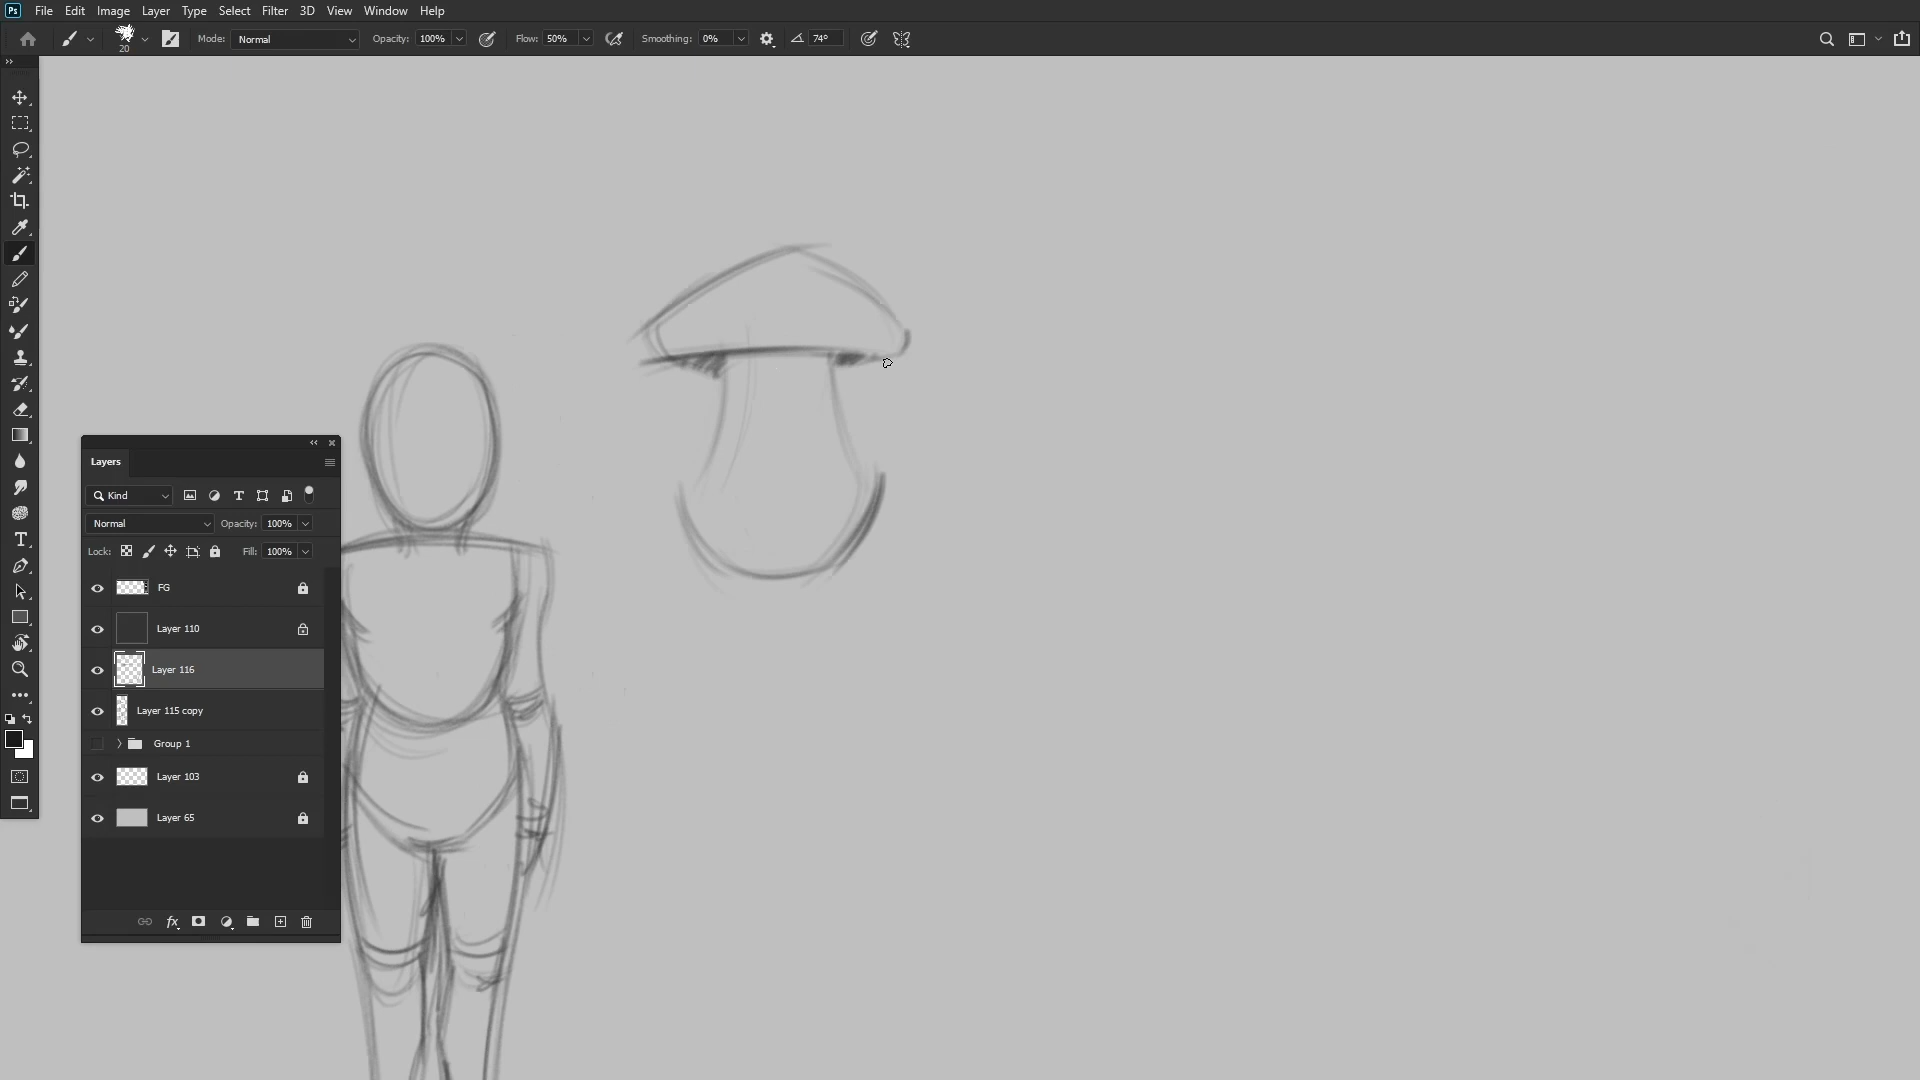 Ps File Edit Image Layer Type Select Filter 3D View Window Help
20 Mode: Normal Opacity: 100% Flow: 50% Smoothing: 0% 74°
Layers
Kind
Normal Opacity: 100%
Lock: Fill: 100%
FG
Layer 110
Layer 116
Layer 115 copy
Group 1
Layer 103
Layer 65
fx